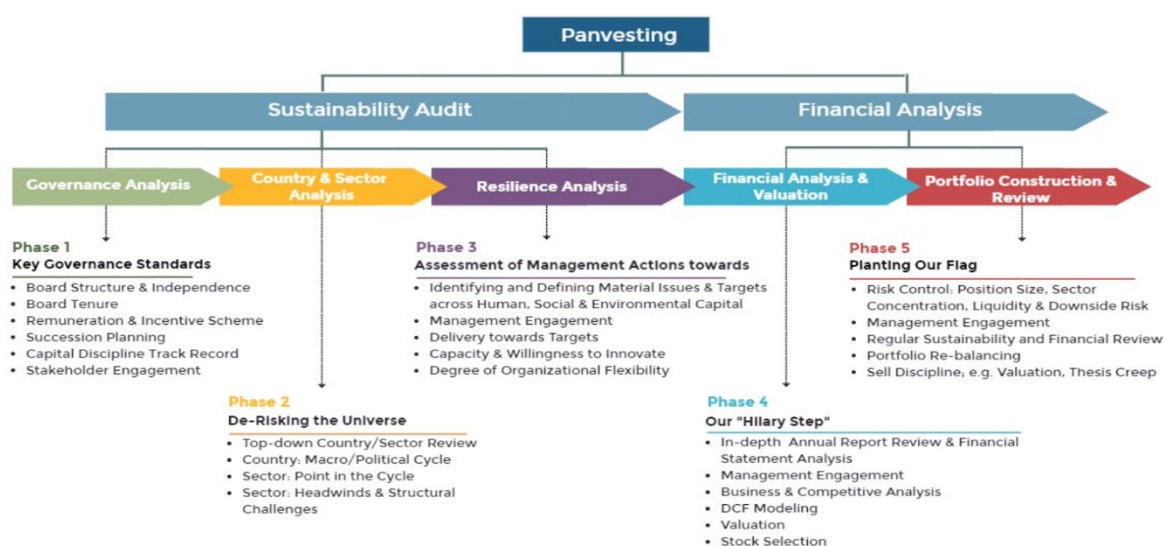 Panvesting
Sustainability Audit
Financial Analysis
Governance Analysis
Country & Sector
Analysis
Resilience Analysis
Financial Analysis &
Valuation
Portfolio Construction &
Review
Phase 1
Key Governance Standards
• Board Structure & Independence
• Board Tenure
• Remuneration & Incentive Scheme
• Succession Planning
• Capital Discipline Track Record
• Stakeholder Engagement
Phase 2
De-Risking the Universe
• Top-down Country/Sector Review
• Country: Macro/Political Cycle
• Sector: Point in the Cycle
• Sector: Headwinds & Structural
Challenges
Phase 3
Assessment of Management Actions towards
• Identifying and Defining Material Issues & Targets
across Human, Social & Environmental Capital
• Management Engagement
• Delivery towards Targets
• Capacity & Willingness to Innovate
• Degree of Organizational Flexibility
Phase 4
Our "Hilary Step"
• In-depth Annual Report Review & Financial
Statement Analysis
• Management Engagement
• Business & Competitive Analysis
• DCF Modeling
• Valuation
• Stock Selection
Phase 5
Planting Our Flag
• Risk Control: Position Size, Sector
Concentration, Liquidity & Downside Risk
• Management Engagement
• Regular Sustainability and Financial Review
• Portfolio Re-balancing
• Sell Discipline; e.g. Valuation, Thesis Creep